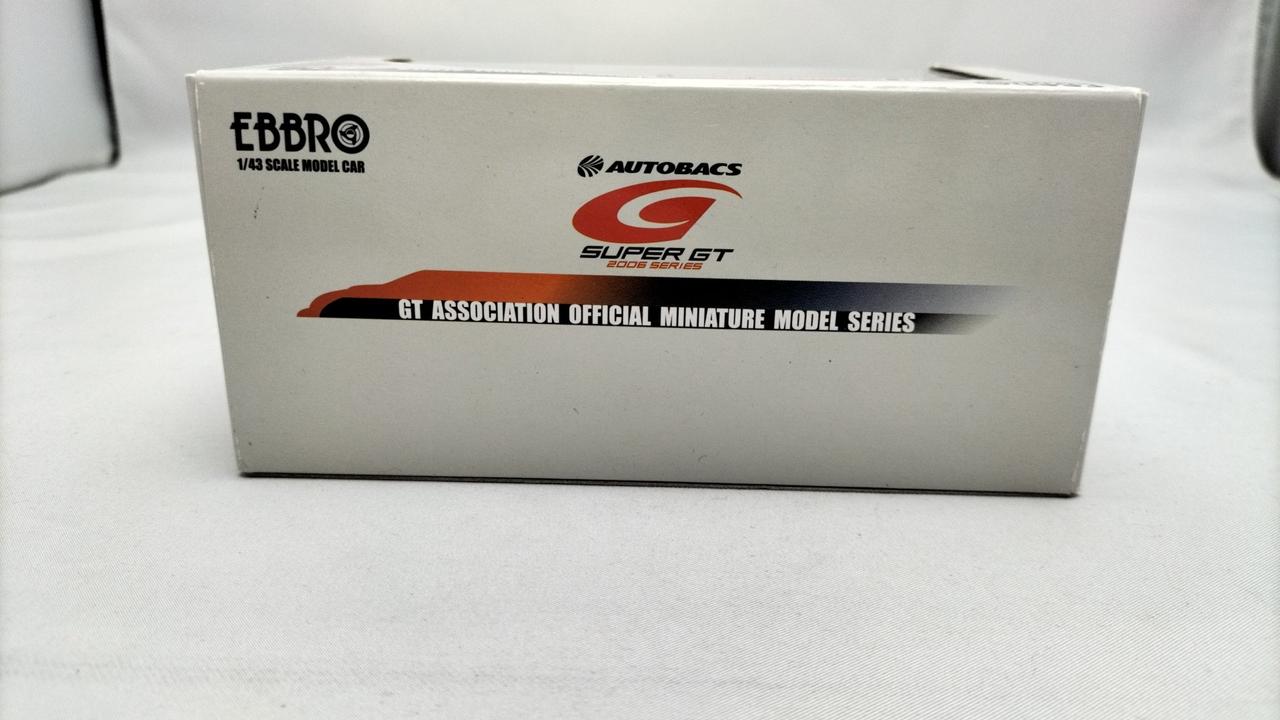 EBBRO
1/43 SCALE MODEL CAR
AUTOBACS
SUPER GT
2006 SERIES
GT ASSOCIATION OFFICIAL MINIATURE MODEL SERIES